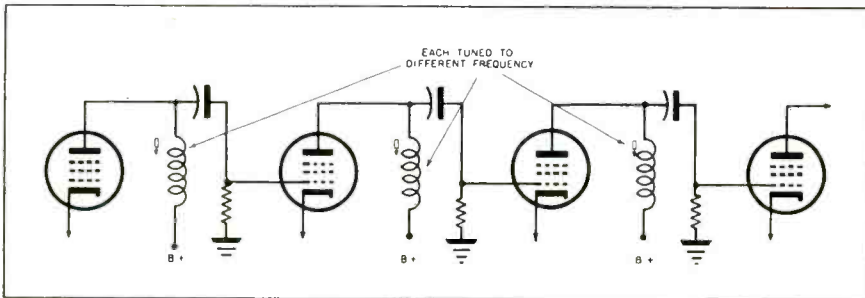 EACH TUNED TO
DIFFERENT FREQUENCY
B +
B +
B +